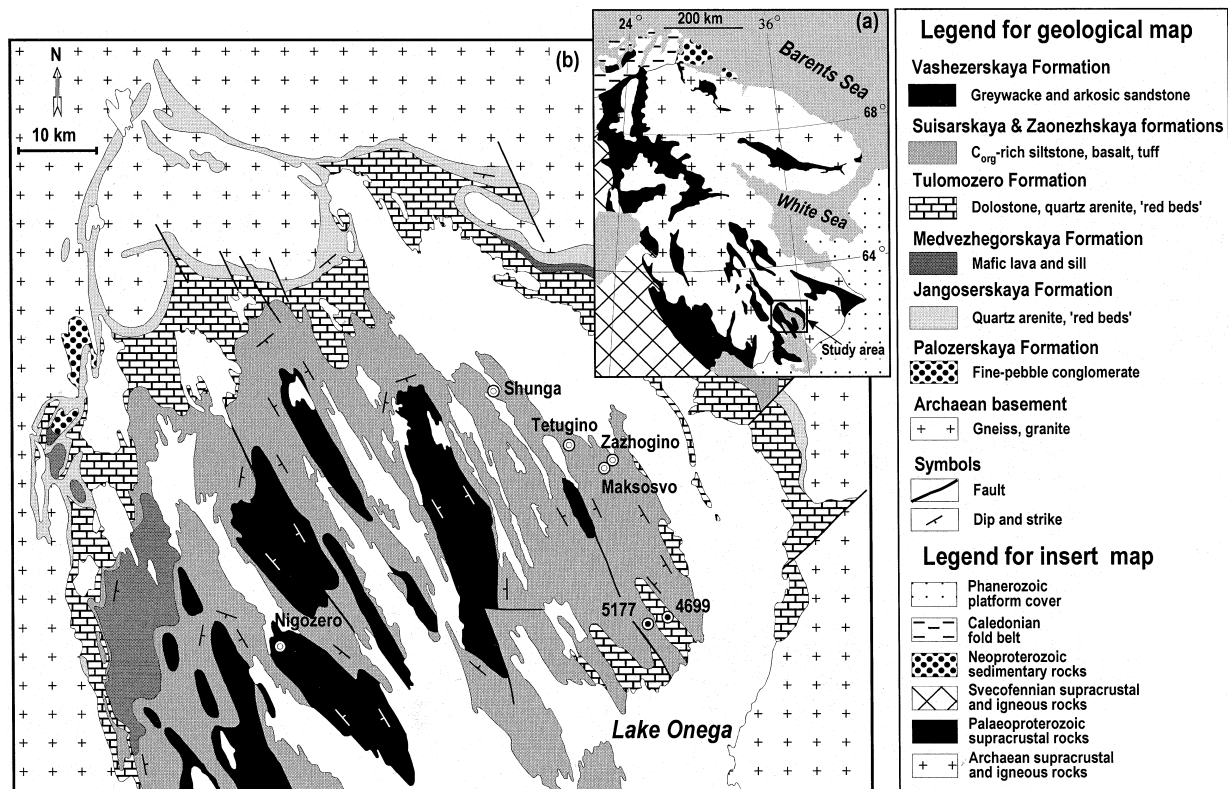 (a)
24°
200 km
36°
Barents Sea
68°
White Sea
64°
Study area
(b)
N
10 km
Shunga
Tetugino
Zazhogino
Maksosvo
5177
4699
Nigozero
Lake Onega
Legend for geological map
Vashezerskaya Formation
Greywacke and arkosic sandstone
Suisarskaya & Zaonezhskaya formations
Corg-rich siltstone, basalt, tuff
Tulomozero Formation
Dolostone, quartz arenite, 'red beds'
Medvezhegorskaya Formation
Mafic lava and sill
Jangoserskaya Formation
Quartz arenite, 'red beds'
Palozerskaya Formation
Fine-pebble conglomerate
Archaean basement
Gneiss, granite
Symbols
Fault
Dip and strike
Legend for insert map
Phanerozoic
platform cover
Caledonian
fold belt
Neoproterozoic
sedimentary rocks
Svecofennian supracrustal
and igneous rocks
Palaeoproterozoic
supracrustal rocks
Archaean supracrustal
and igneous rocks